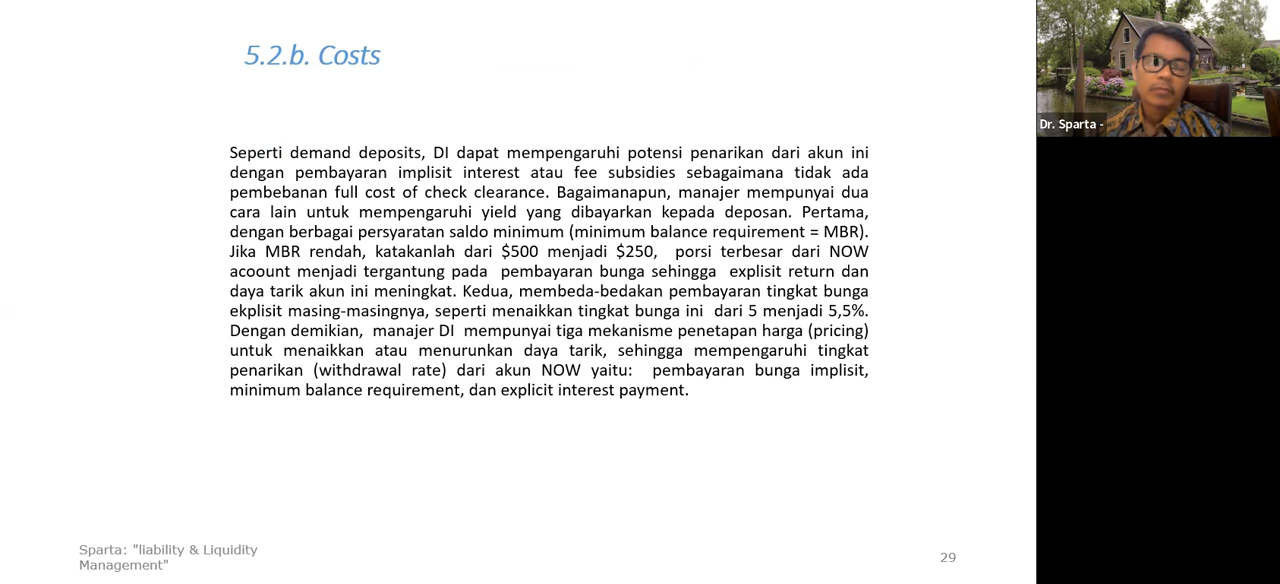 5.2.b. Costs
Dr. Sparta -
Seperti demand deposits, DI dapat mempengaruhi potensi penarikan dari akun ini
dengan pembayaran implisit interest atau fee subsidies sebagaimana tidak ada
pembebanan full cost of check clearance. Bagaimanapun, manajer mempunyai dua
cara lain untuk mempengaruhi yield yang dibayarkan kepada deposan. Pertama,
dengan berbagai persyaratan saldo minimum (minimum balance requirement = MBR).
Jika MBR rendah, katakanlah dari $500 menjadi $250, porsi terbesar dari NOW
acoount menjadi tergantung pada pembayaran bunga sehingga explisit return dan
daya tarik akun ini meningkat. Kedua, membeda-bedakan pembayaran tingkat bunga
ekplisit masing-masingnya, seperti menaikkan tingkat bunga ini dari 5 menjadi 5,5%.
Dengan demikian, manajer DI mempunyai tiga mekanisme penetapan harga (pricing)
untuk menaikkan atau menurunkan daya tarik, sehingga mempengaruhi tingkat
penarikan (withdrawal rate) dari akun NOW yaitu: pembayaran bunga implisit,
minimum balance requirement, dan explicit interest payment.
Sparta: "liability & Liquidity
Management"
29